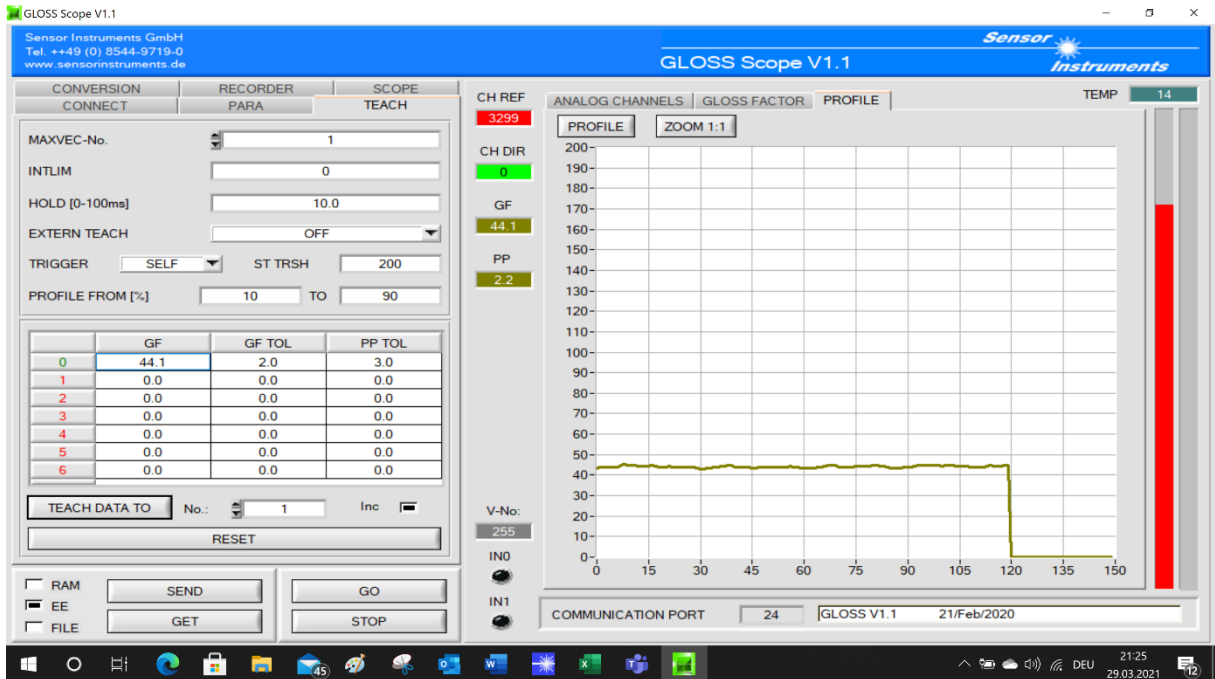 GLOSS Scope V1.1
Sensor Instruments GmbH
Tel. ++49 (0) 8544-9719-0
www.sensorinstruments.de
GLOSS Scope V1.1
Sensor
Instruments
CONVERSION RECORDER SCOPE
CONNECT PARA TEACH
MAXVEC-No. 1
INTLIM 0
HOLD [0-100ms] 10.0
EXTERN TEACH OFF
TRIGGER SELF ST TRSH 200
PROFILE FROM [%] 10 TO 90
GF GF TOL PP TOL
0 44.1 2.0 3.0
1 0.0 0.0 0.0
2 0.0 0.0 0.0
3 0.0 0.0 0.0
4 0.0 0.0 0.0
5 0.0 0.0 0.0
6 0.0 0.0 0.0
TEACH DATA TO No.: 1 Inc
RESET
RAM
EE
FILE
SEND
GET
GO
STOP
CH REF
3299
CH DIR
0
GF
44.1
PP
2.2
V-No:
255
IN0
IN1
ANALOG CHANNELS GLOSS FACTOR PROFILE
TEMP 14
PROFILE ZOOM 1:1
200
190
180
170
160
150
140
130
120
110
100
90
80
70
60
50
40
30
20
10
0
0 15 30 45 60 75 90 105 120 135 150
COMMUNICATION PORT 24 GLOSS V1.1 21/Feb/2020
45
DEU
21:25
29.03.2021
12